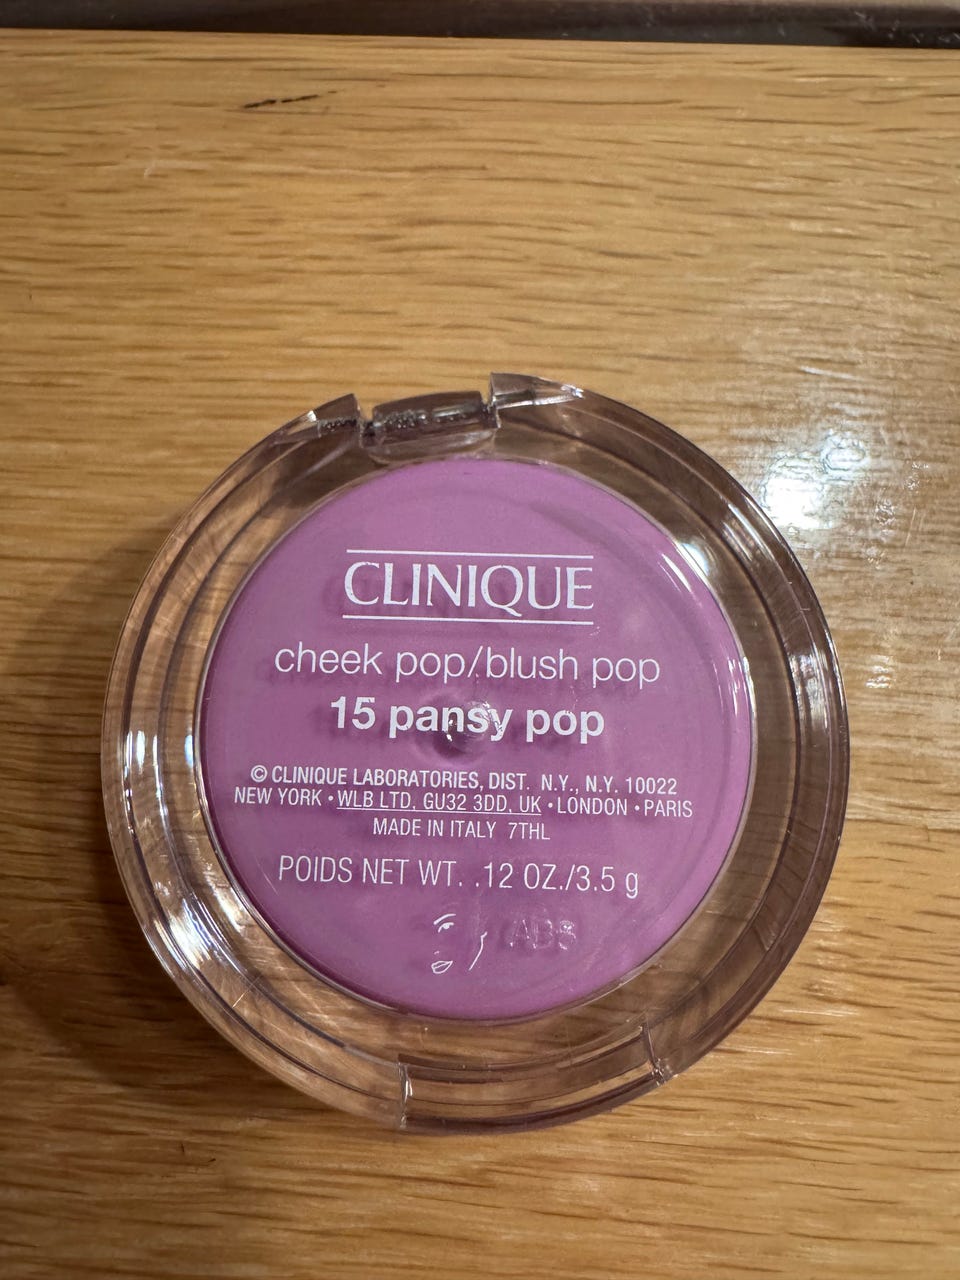 CLINIQUE
cheek pop/blush pop
15 pansy pop
© CLINIQUE LABORATORIES, DIST. N.Y., N.Y. 10022
NEW YORK • WLB LTD, GU32 3DD, UK • LONDON • PARIS
MADE IN ITALY 7THL
POIDS NET WT. .12 OZ./3.5 g
ABS